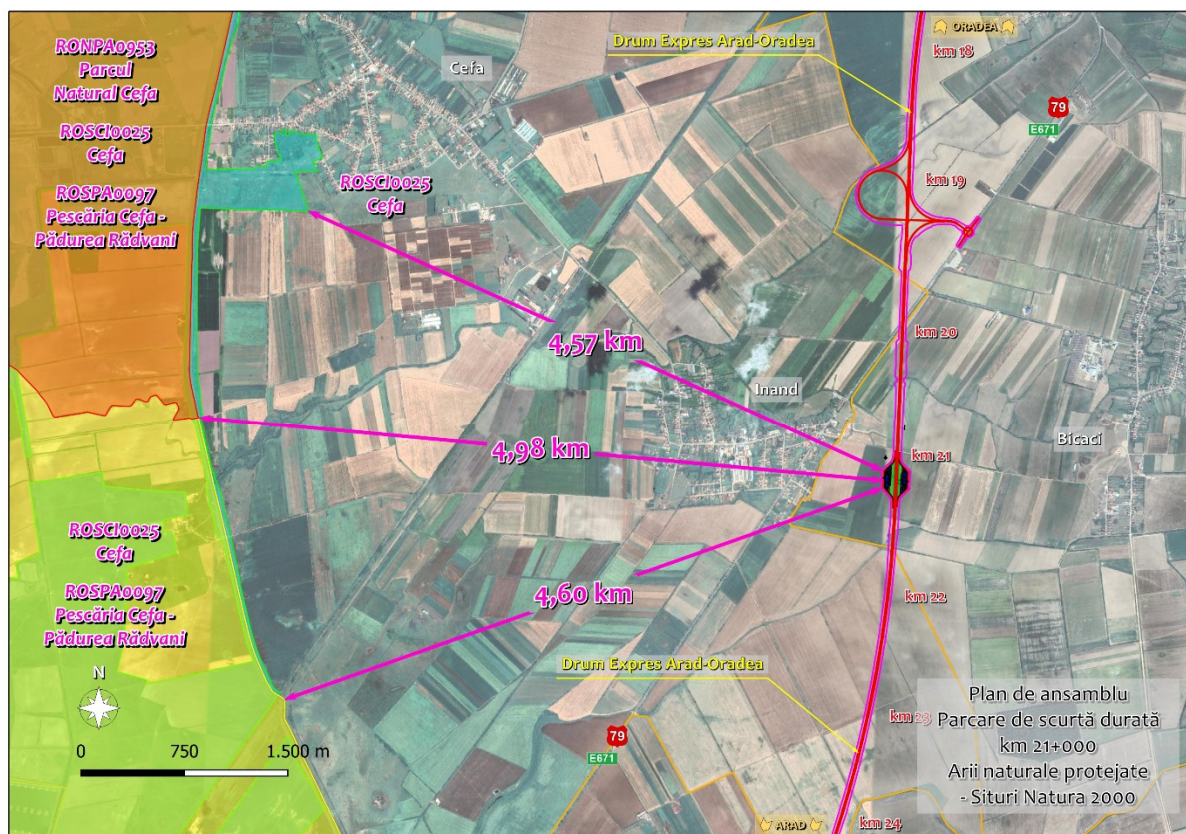 RONPA0953
Parcul
Natural Cefa
ROSCI0025
Cefa
ROSPA0097
Pescăria Cefa -
Pădurea Rădvani
Cefa
ROSCI0025
Cefa
Drum Expres Arad-Oradea
ORADEA
km 18
79
E671
km 19
km 20
4,57 km
Inand
Bicaci
4,98 km
km 21
4,60 km
km 22
ROSCI0025
Cefa
ROSPA0097
Pescăria Cefa -
Pădurea Rădvani
N
0 750 1.500 m
Drum Expres Arad-Oradea
79
E671
km 23
Plan de ansamblu
Parcare de scurtă durată
km 21+000
Arii naturale protejate
- Situri Natura 2000
ARAD
km 24